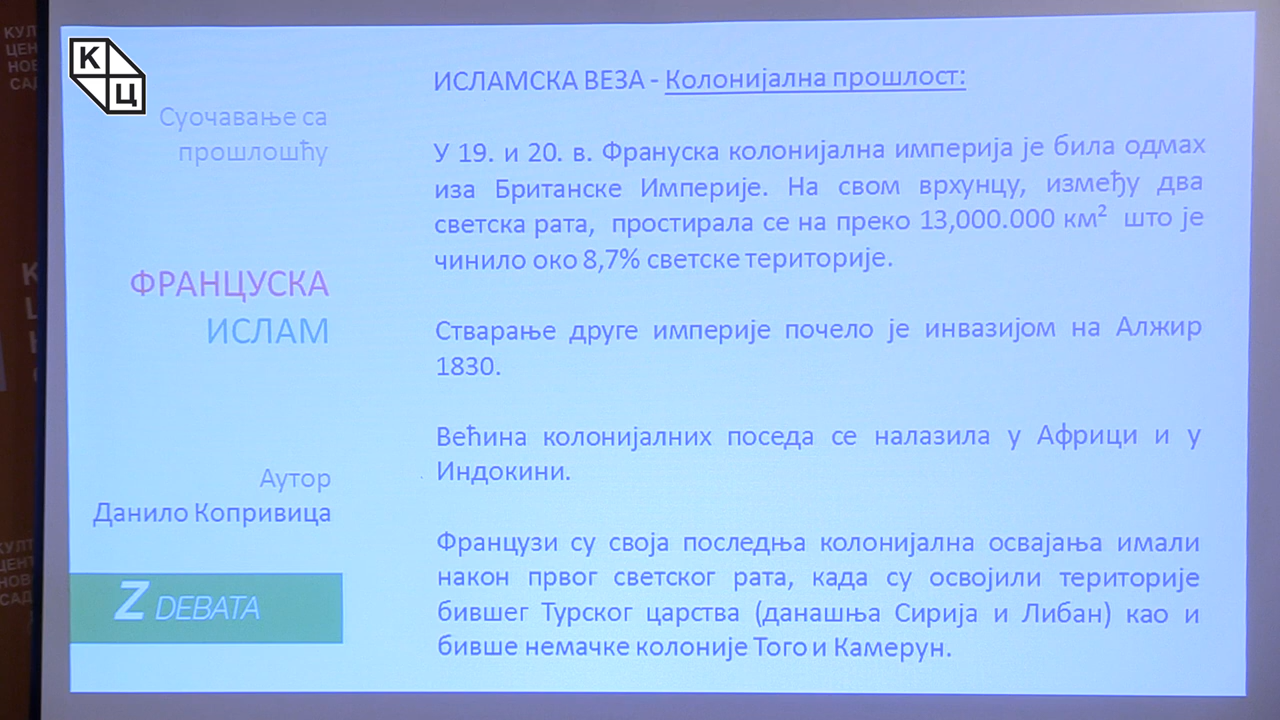 К
Ц
Суочавање са
прошлошћу
ФРАНЦУСКА
ИСЛАМ
Аутор
Данило Копривица
Z DEBATA
ИСЛАМСКА ВЕЗА - Колонијална прошлост:
У 19. и 20. в. Франуска колонијална империја је била одмах
иза Британске Империје. На свом врхунцу, између два
светска рата, простирала се на преко 13,000.000 км² што је
чинило око 8,7% светске територије.
Стварање друге империје почело је инвазијом на Алжир
1830.
Већина колонијалних поседа се налазила у Африци и у
Индокини.
Французи су своја последња колонијална освајања имали
након првог светског рата, када су освојили територије
бившег Турског царства (данашња Сирија и Либан) као и
бивше немачке колоније Того и Камерун.